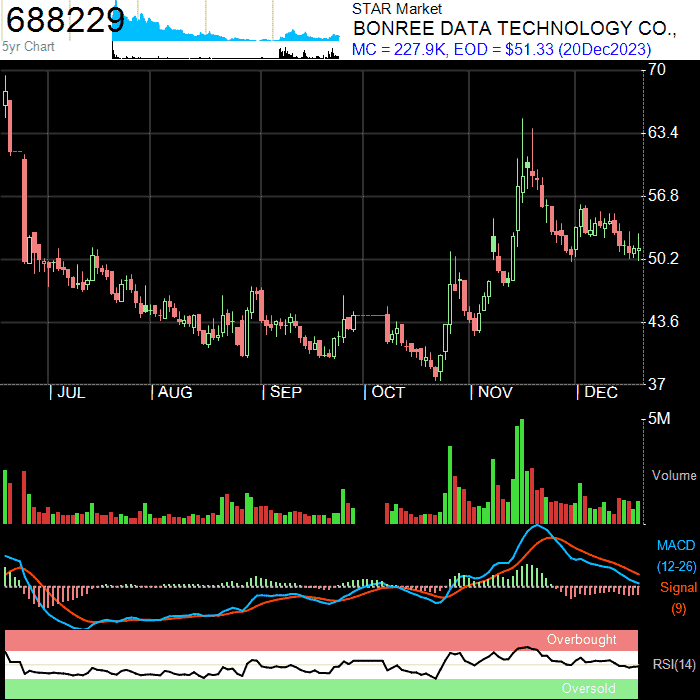 688229
5yr Chart
STAR Market
BONREE DATA TECHNOLOGY CO.,
MC = 227.9K, EOD = $51.33 (20Dec2023)
70
63.4
56.8
50.2
43.6
37
| JUL | AUG | SEP | OCT | NOV | DEC
5M
Volume
MACD
(12-26)
Signal
(9)
Overbought
RSI(14)
Oversold